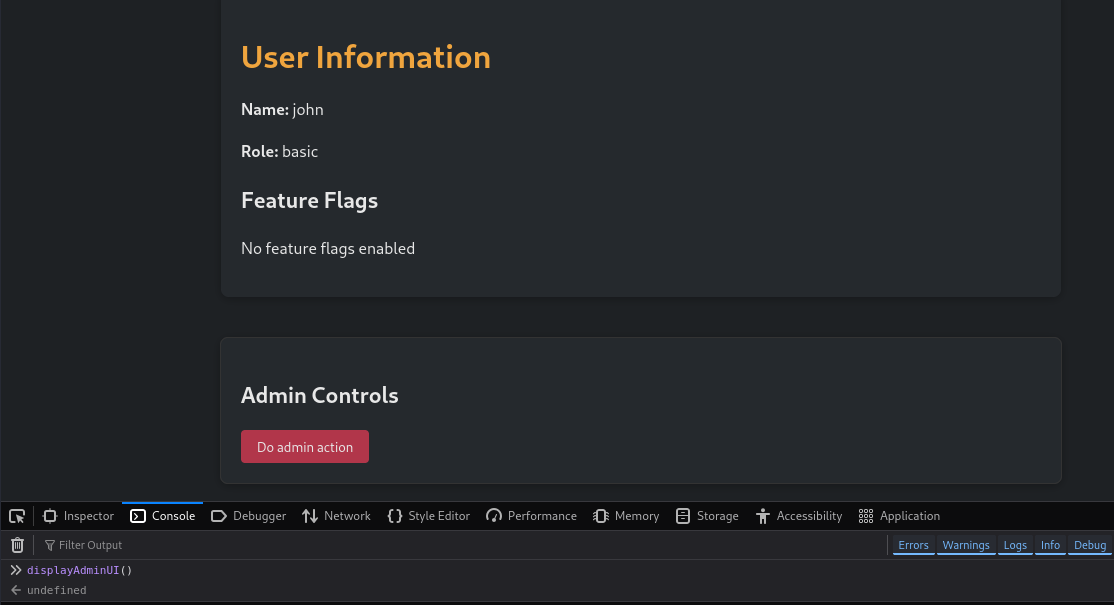 User Information
Name: john
Role: basic
Feature Flags
No feature flags enabled
Admin Controls
Do admin action
Inspector Console Debugger Network Style Editor Performance Memory Storage Accessibility Application
Filter Output Errors Warnings Logs Info Debug
displayAdminUI()
undefined